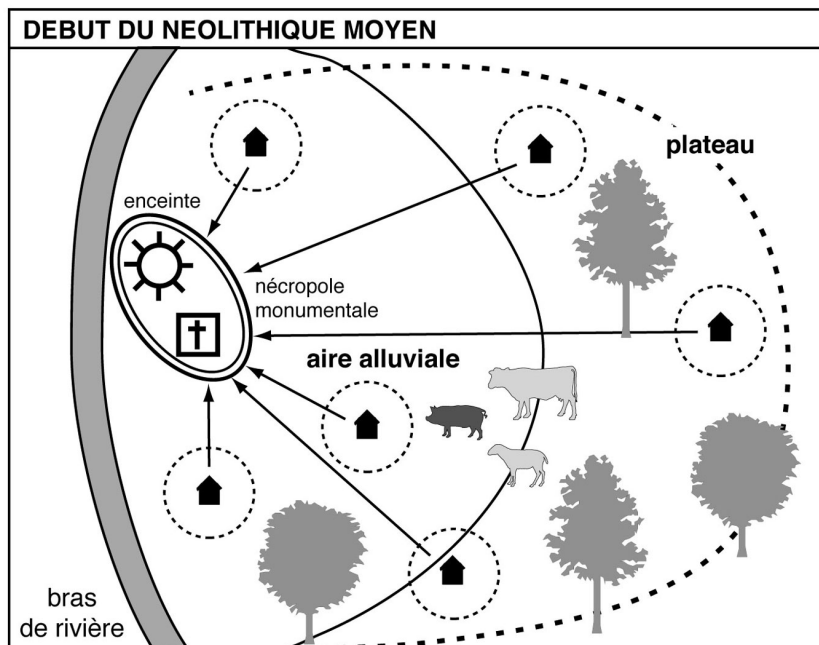 DEBUT DU NEOLITHIQUE MOYEN
plateau
enceinte
nécropole
monumentale
aire alluviale
bras
de rivière